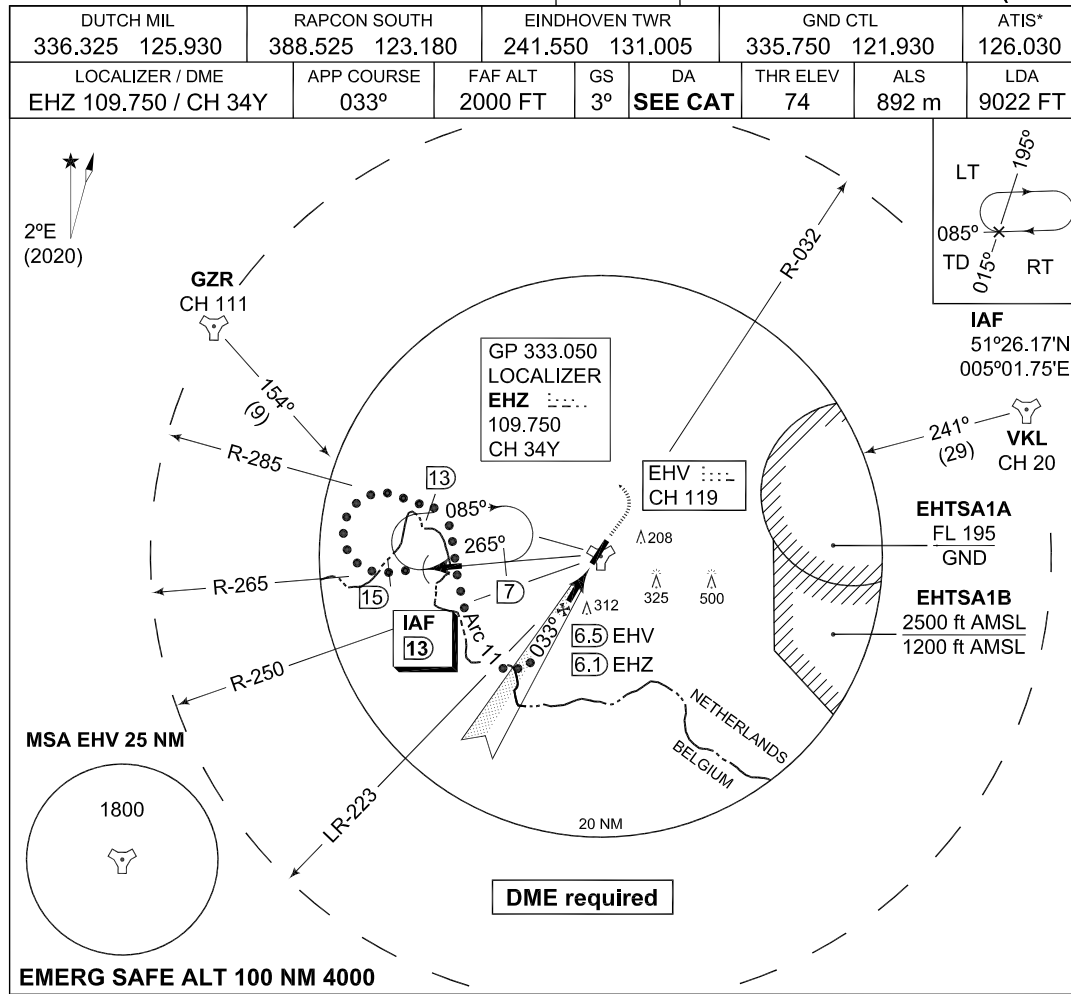 DUTCH MIL
336.325 125.930
RAPCON SOUTH
388.525 123.180
EINDHOVEN TWR
241.550 131.005
GND CTL
335.750 121.930
ATIS*
126.030
LOCALIZER / DME
EHZ 109.750 / CH 34Y
APP COURSE
033º
FAF ALT
2000 FT
GS
3º
DA
SEE CAT
THR ELEV
74
ALS
892 m
LDA
9022 FT
2ºE
(2020)
GZR
CH 111
154º
(9)
R-285
R-265
R-250
LR-223
R-032
GP 333.050
LOCALIZER
EHZ
109.750
CH 34Y
EHV
CH 119
LT
195º
085º
TD
015º
RT
IAF
51º26.17'N
005º01.75'E
241º
(29)
VKL
CH 20
EHTSA1A
FL 195
GND
EHTSA1B
2500 ft AMSL
1200 ft AMSL
13
085º
265º
15
7
IAF
13
Arc 11
033º
208
325
500
312
6.5 EHV
6.1 EHZ
NETHERLANDS
BELGIUM
20 NM
MSA EHV 25 NM
1800
DME required
EMERG SAFE ALT 100 NM 4000